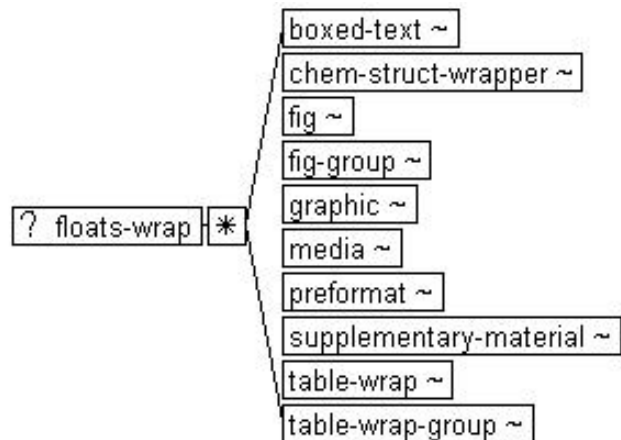 boxed-text ~
chem-struct-wrapper ~
fig ~
fig-group ~
graphic ~
? floats-wrap *
media ~
preformat ~
supplementary-material ~
table-wrap ~
table-wrap-group ~